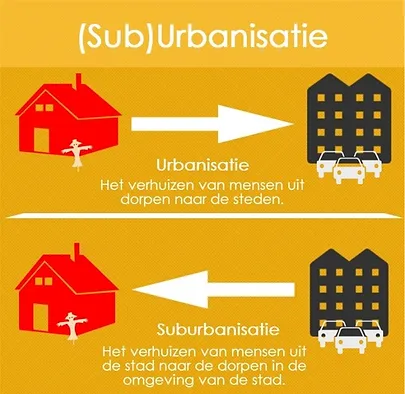 (Sub)Urbanisatie
Urbanisatie
Het verhuizen van mensen uit
dorpen naar de steden.
Suburbanisatie
Het verhuizen van mensen uit
de stad naar de dorpen in de
omgeving van de stad.